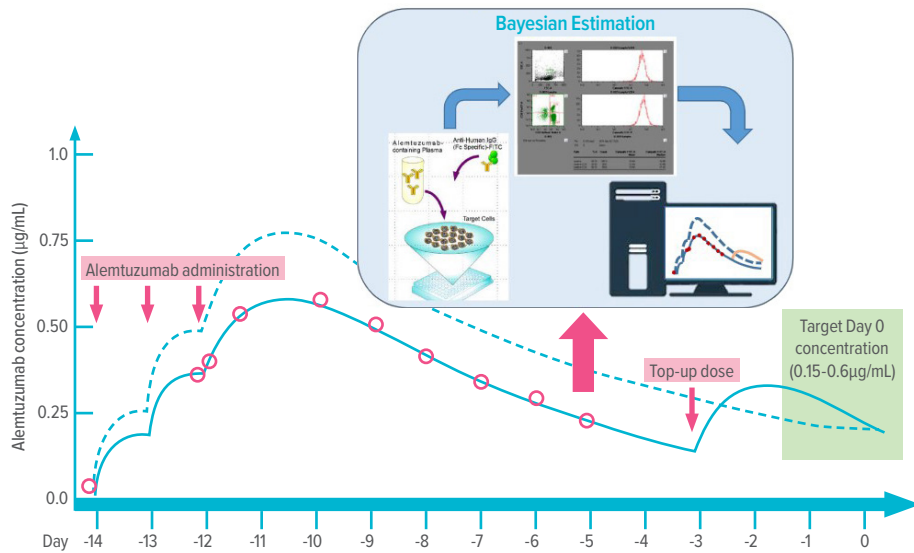 Bayesian Estimation
Alemtuzumab-
containing Plasma
Anti-Human IgG
(Fc Specific)-FITC
Target Cells
Alemtuzumab concentration (µg/mL)
1.0
0.75
0.50
0.25
0.0
Alemtuzumab administration
Top-up dose
Target Day 0
concentration
(0.15-0.6µg/mL)
Day
-14
-13
-12
-11
-10
-9
-8
-7
-6
-5
-4
-3
-2
-1
0